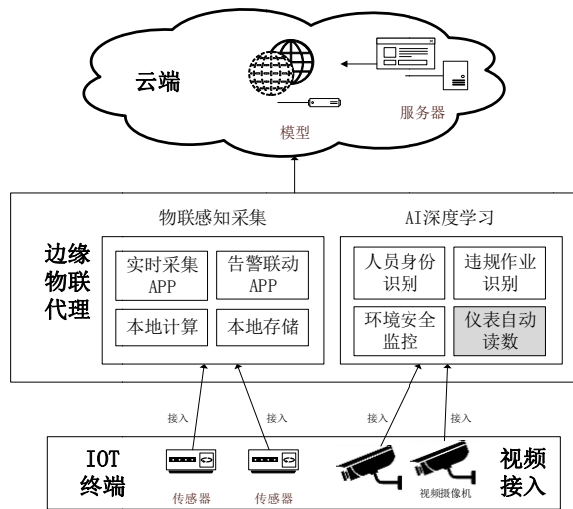 云端
模型
服务器
物联感知采集
AI深度学习
边缘
物联
代理
实时采集
APP
告警联动
APP
人员身份
识别
违规作业
识别
本地计算
本地存储
环境安全
监控
仪表自动
读数
接入
接入
接入
接入
IOT
终端
传感器
传感器
视频摄像机
视频
接入